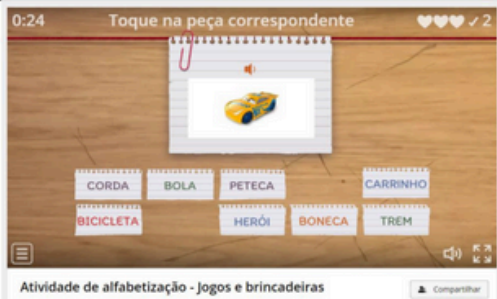 0:24 Toque na peça correspondente 2
CORDA BOLA PETECA CARRINHO
BICICLETA HERÓI BONECA TREM
Atividade de alfabetização - Jogos e brincadeiras
Compartilhar